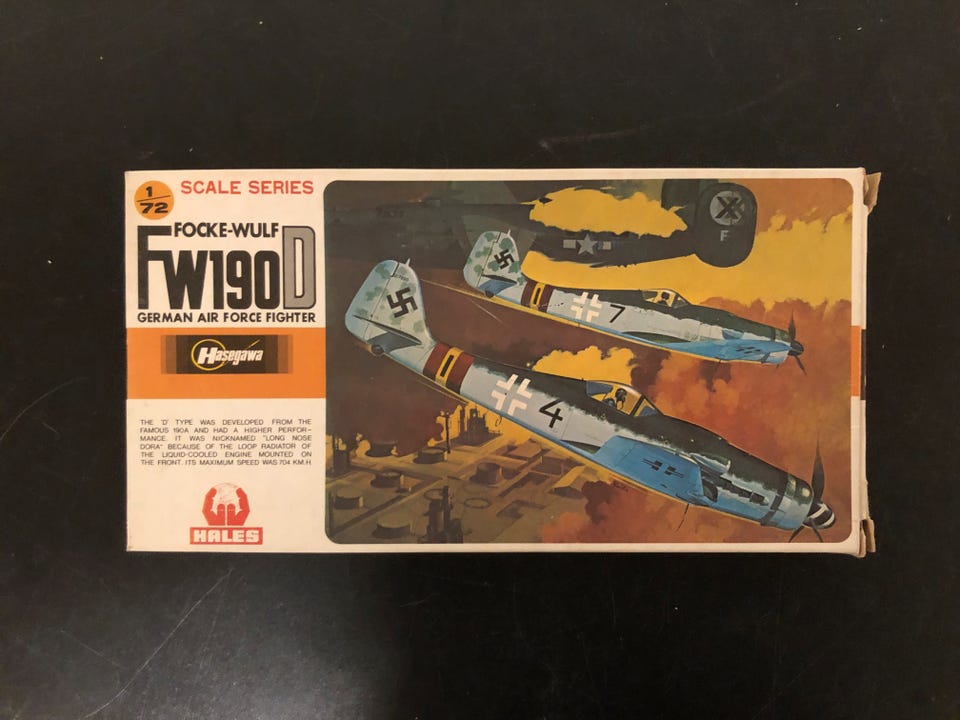 1/72
SCALE SERIES
FOCKE-WULF
FW190D
GERMAN AIR FORCE FIGHTER
Hasegawa
THE 'D' TYPE WAS DEVELOPED FROM THE
FAMOUS 190A AND HAD A HIGHER PERFOR-
MANCE. IT WAS NICKNAMED "LONG NOSE
DORA" BECAUSE OF THE LOOP RADIATOR OF
THE LIQUID-COOLED ENGINE MOUNTED ON
THE FRONT. ITS MAXIMUM SPEED WAS 704 KM.H
HALES
X
F
7
4